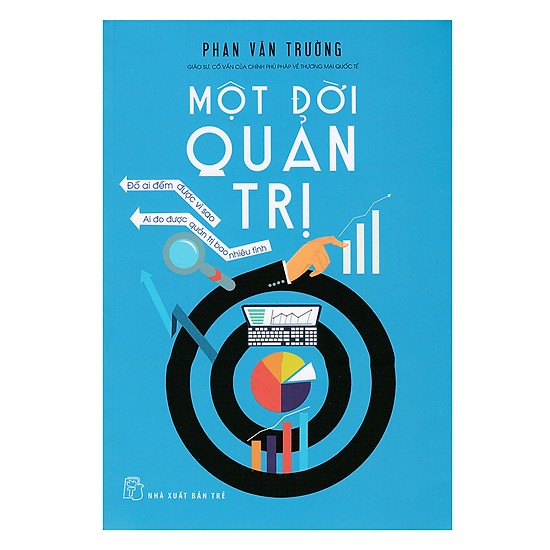 PHAN VĂN TRƯỜNG
GIÁO SƯ, CỐ VẤN CỦA CHÍNH PHỦ PHÁP VỀ THƯƠNG MẠI QUỐC TẾ
MỘT ĐỜI
QUẢN
TRỊ
Đố ai đếm được vì sao
Ai đo được quản trị bao nhiêu tình
NHÀ XUẤT BẢN TRẺ